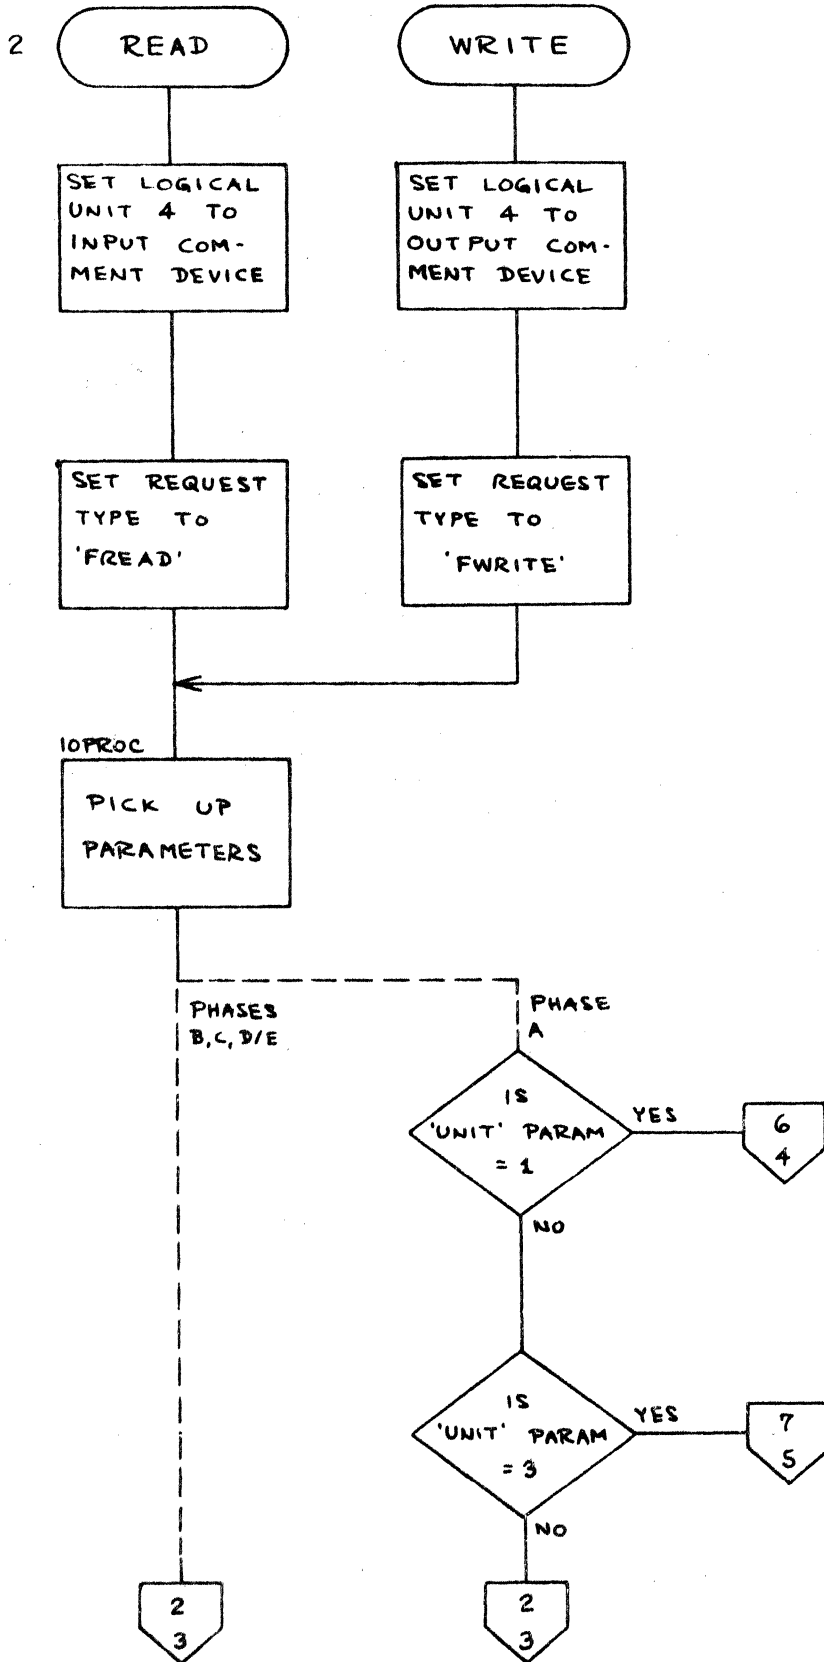 2
READ
WRITE
SET LOGICAL
UNIT 4 TO
INPUT COM-
MENT DEVICE
SET LOGICAL
UNIT 4 TO
OUTPUT COM-
MENT DEVICE
SET REQUEST
TYPE TO
'FREAD'
SET REQUEST
TYPE TO
'FWRITE'
IOPROC
PICK UP
PARAMETERS
PHASES
B, C, D/E
PHASE
A
IS
'UNIT' PARAM
= 1
YES
6
4
NO
IS
'UNIT' PARAM
= 3
YES
7
5
NO
2
3
2
3